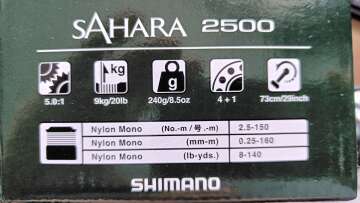 SAHARA 2500
kg g
5.0:1 9kg/20lb 240g/8.5oz 4+1 73cm/29inch
Nylon Mono (No.-m / 号.-m) 2.5-150
Nylon Mono (mm-m) 0.25-160
Nylon Mono (lb-yds.) 8-140
SHIMANO